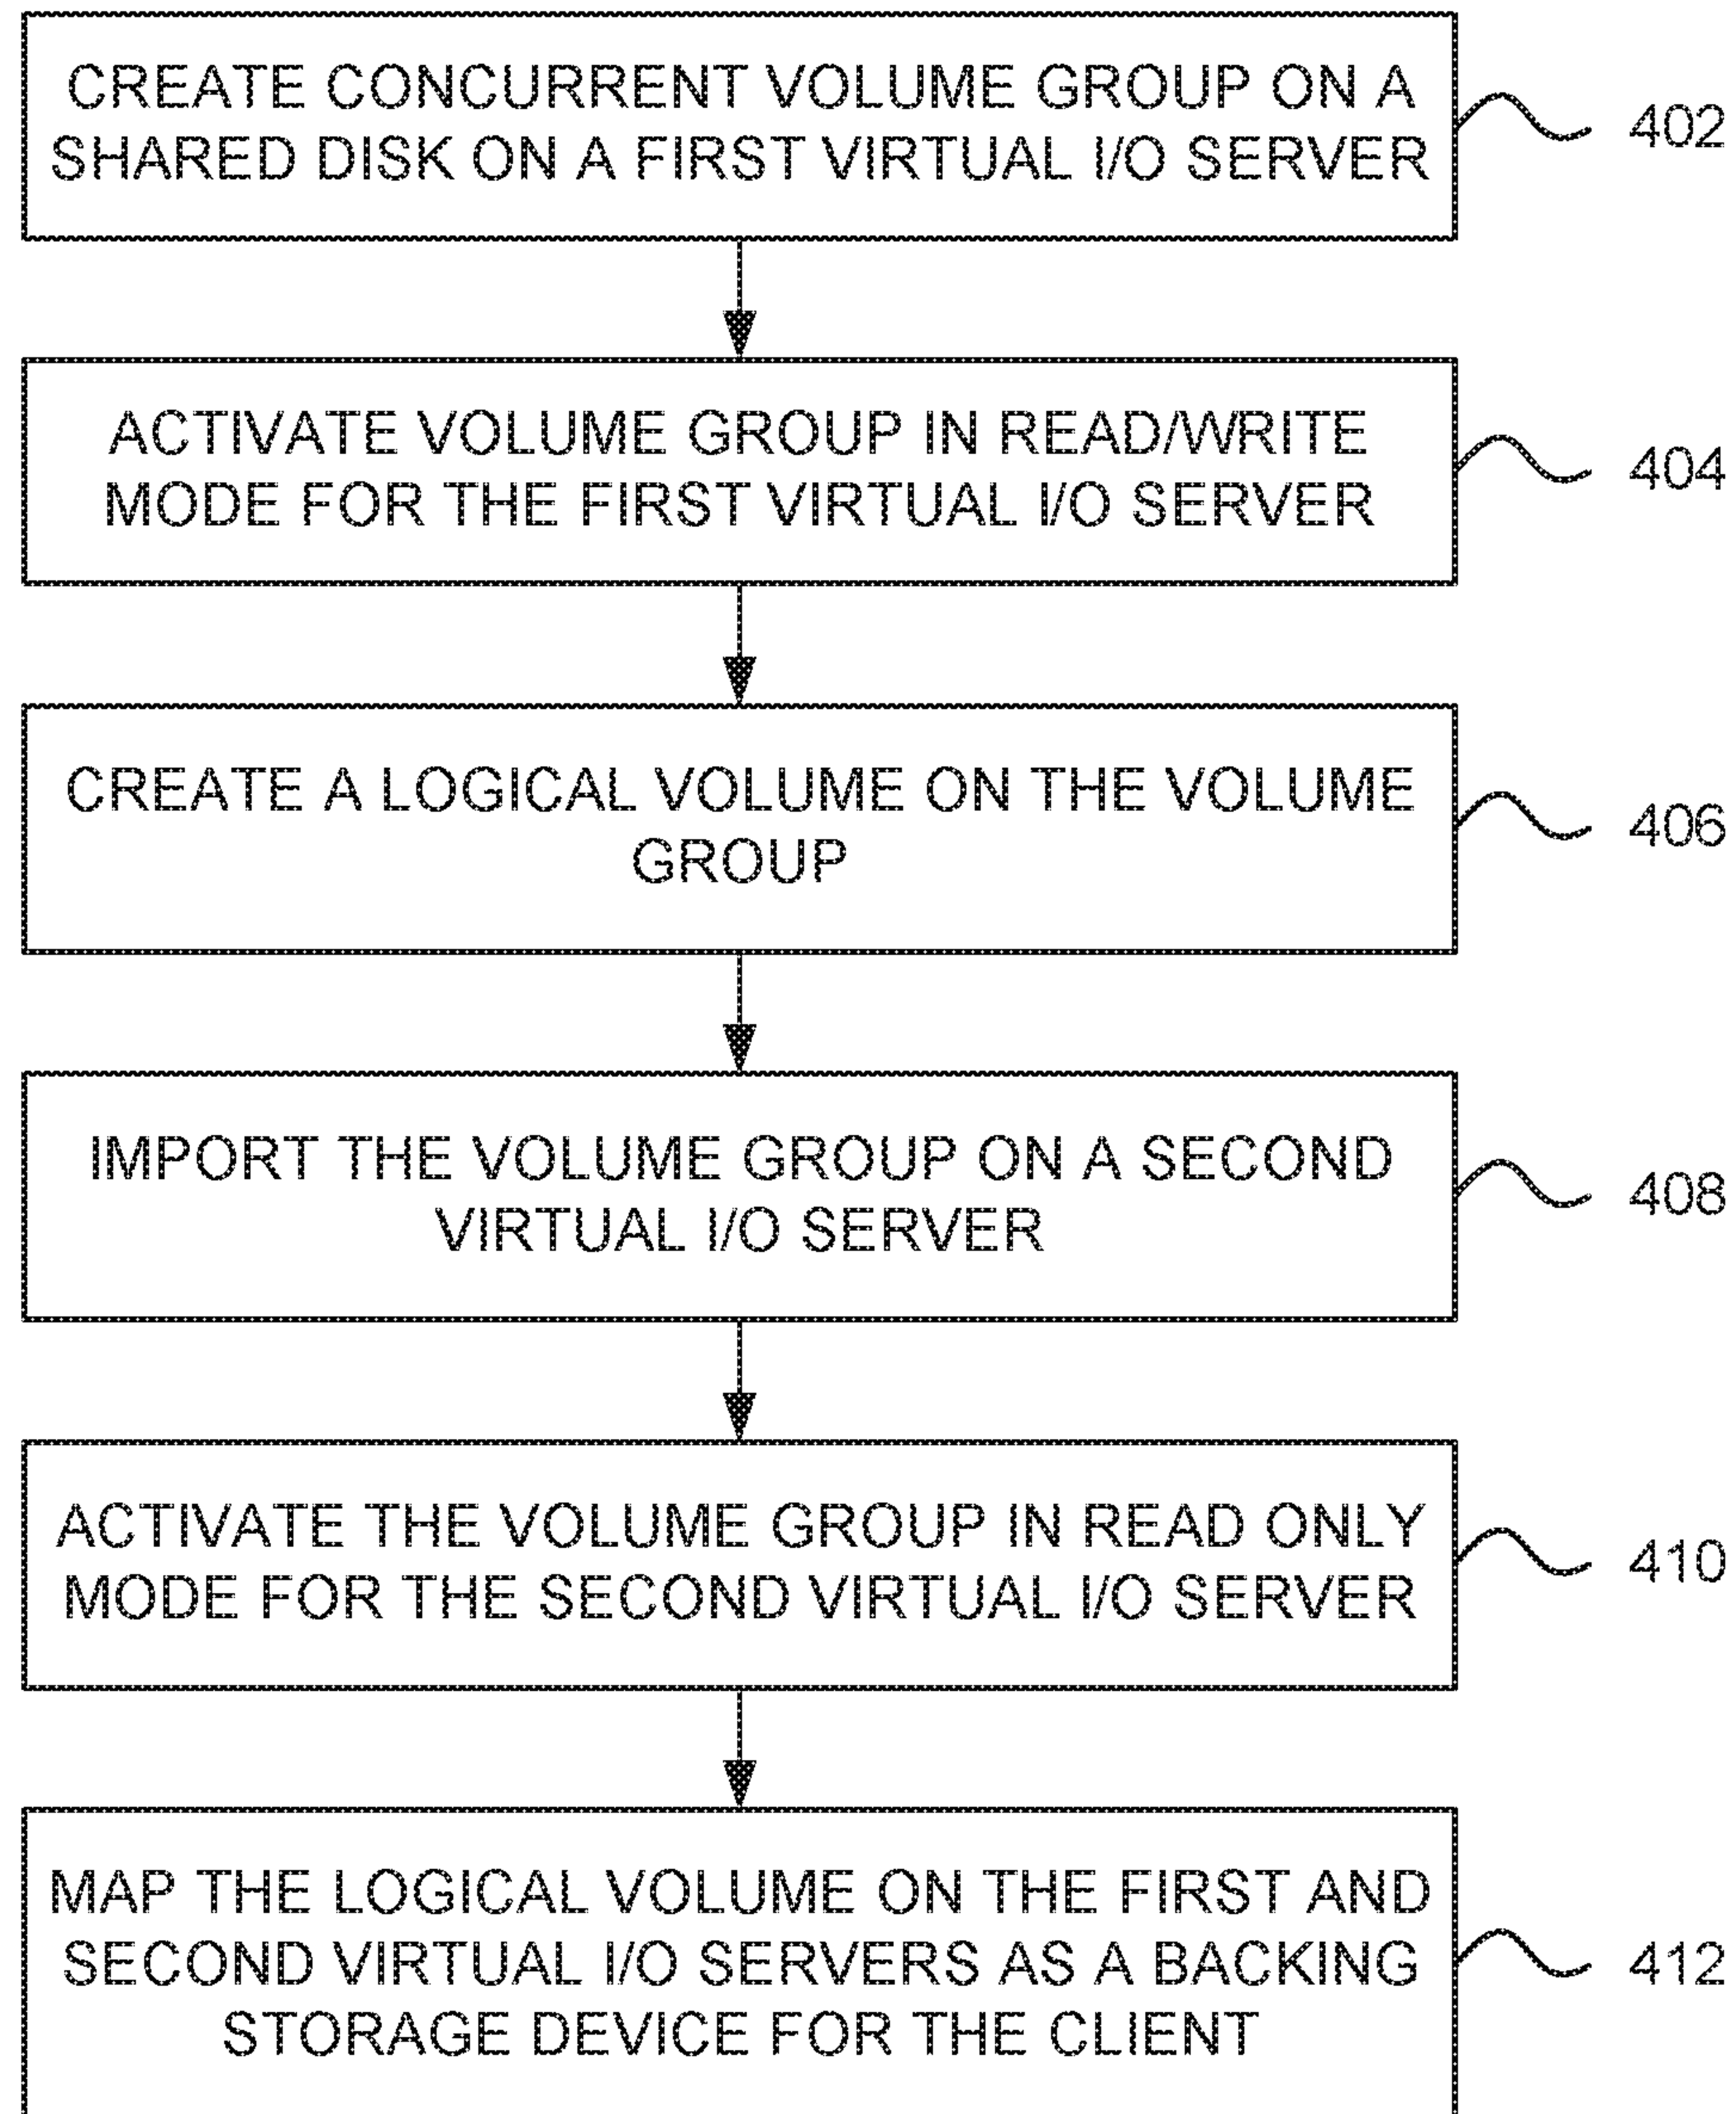 CREATE CONCURRENT VOLUME GROUP ON A
SHARED DISK ON A FIRST VIRTUAL I/O SERVER
402
ACTIVATE VOLUME GROUP IN READ/WRITE
MODE FOR THE FIRST VIRTUAL I/O SERVER
404
CREATE A LOGICAL VOLUME ON THE VOLUME
GROUP
406
IMPORT THE VOLUME GROUP ON A SECOND
VIRTUAL I/O SERVER
408
ACTIVATE THE VOLUME GROUP IN READ ONLY
MODE FOR THE SECOND VIRTUAL I/O SERVER
410
MAP THE LOGICAL VOLUME ON THE FIRST AND
SECOND VIRTUAL I/O SERVERS AS A BACKING
STORAGE DEVICE FOR THE CLIENT
412